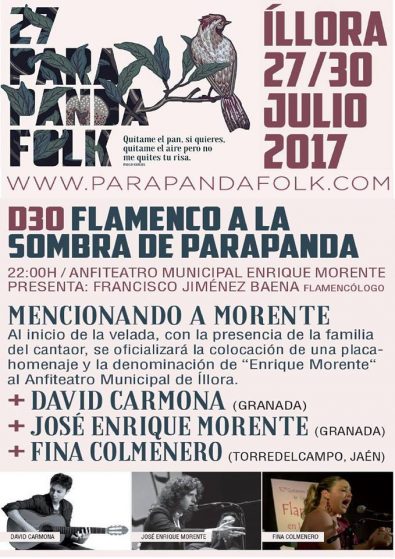 27
PARA
PANDA
FOLK
Quítame el pan, si quieres,
quítame el aire pero no
me quites tu risa.
ÍLLORA
27/30
JULIO
2017
WWW.PARAPANDAFOLK.COM
D30 FLAMENCO A LA
SOMBRA DE PARAPANDA
22:00H / ANFITEATRO MUNICIPAL ENRIQUE MORENTE
PRESENTA: FRANCISCO JIMÉNEZ BAENA FLAMENCÓLOGO
MENCIONANDO A MORENTE
Al inicio de la velada, con la presencia de la familia
del cantaor, se oficializará la colocación de una placa-
homenaje y la denominación de "Enrique Morente"
al Anfiteatro Municipal de Íllora.
+ DAVID CARMONA (GRANADA)
+ JOSÉ ENRIQUE MORENTE (GRANADA)
+ FINA COLMENERO (TORREDELCAMPO, JAÉN)
DAVID CARMONA
JOSÉ ENRIQUE MORENTE
FINA COLMENERO